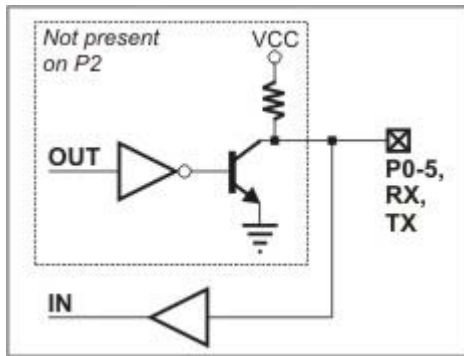 Not present
on P2
VCC
OUT
P0-5,
RX,
TX
IN